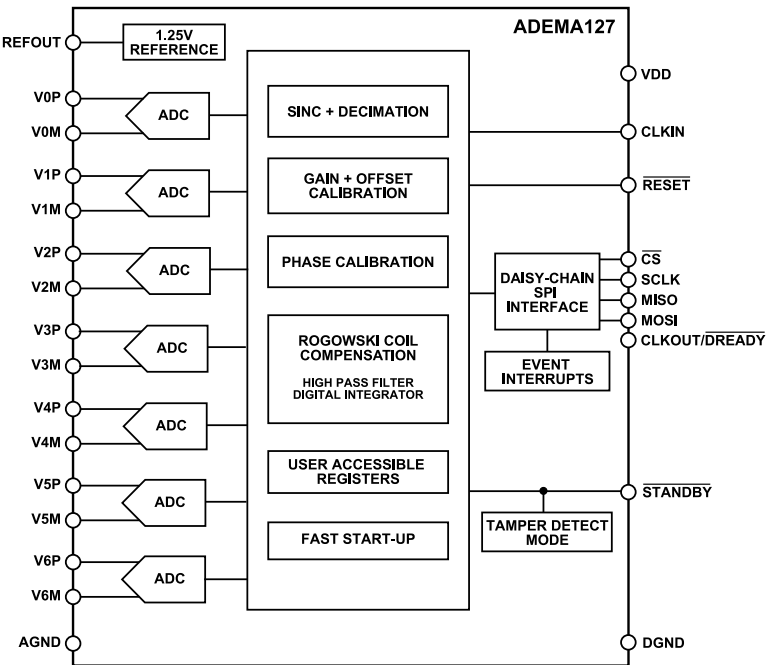 ADEMA127
REFOUT
1.25V
REFERENCE
VDD
V0P
V0M
ADC
SINC + DECIMATION
CLKIN
V1P
V1M
ADC
GAIN + OFFSET
CALIBRATION
RESET
V2P
V2M
ADC
PHASE CALIBRATION
DAISY-CHAIN
SPI
INTERFACE
CS
SCLK
MISO
MOSI
CLKOUT/DREADY
V3P
V3M
ADC
ROGOWSKI COIL
COMPENSATION
HIGH PASS FILTER
DIGITAL INTEGRATOR
EVENT
INTERRUPTS
V4P
V4M
ADC
V5P
V5M
ADC
USER ACCESSIBLE
REGISTERS
STANDBY
TAMPER DETECT
MODE
V6P
V6M
ADC
FAST START-UP
AGND
DGND